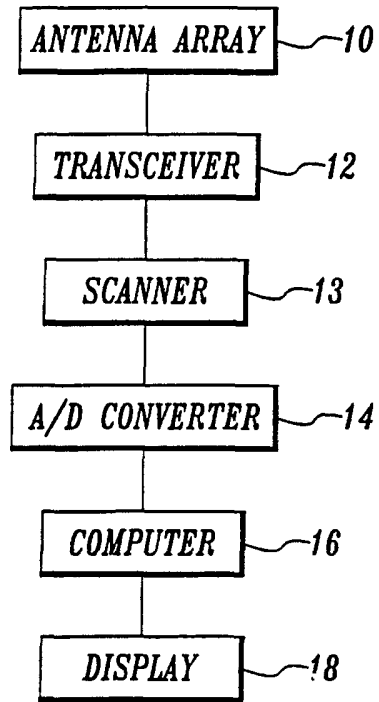 ANTENNA ARRAY 10
TRANSCEIVER 12
SCANNER 13
A/D CONVERTER 14
COMPUTER 16
DISPLAY 18